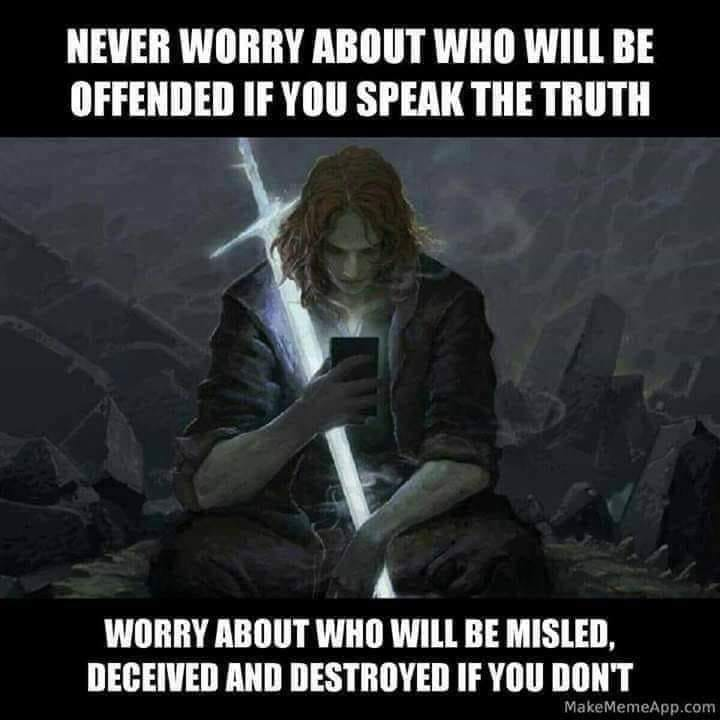 NEVER WORRY ABOUT WHO WILL BE
OFFENDED IF YOU SPEAK THE TRUTH
WORRY ABOUT WHO WILL BE MISLED,
DECEIVED AND DESTROYED IF YOU DON'T
MakeMemeApp.com